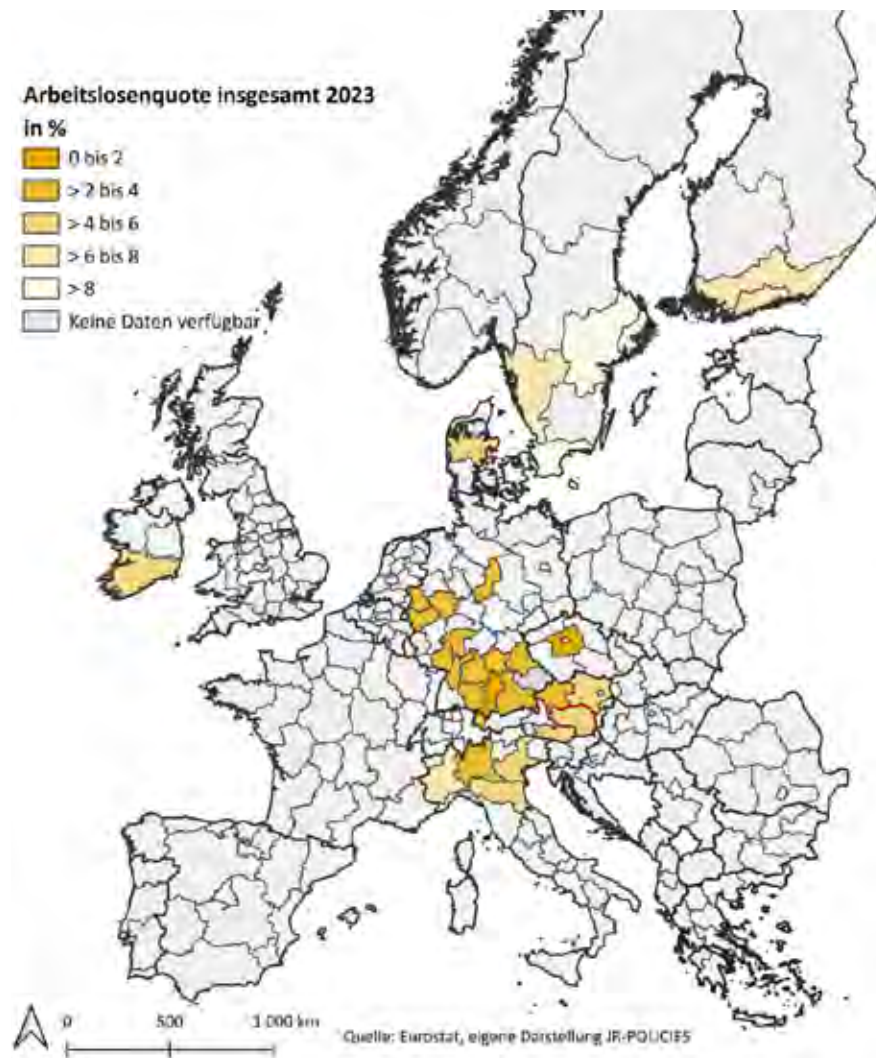 Arbeitslosenquote insgesamt 2023
in %
0 bis 2
> 2 bis 4
> 4 bis 6
> 6 bis 8
> 8
Keine Daten verfügbar
0 500 1 000 km
Quelle: Eurostat, eigene Darstellung JR-POLICIES